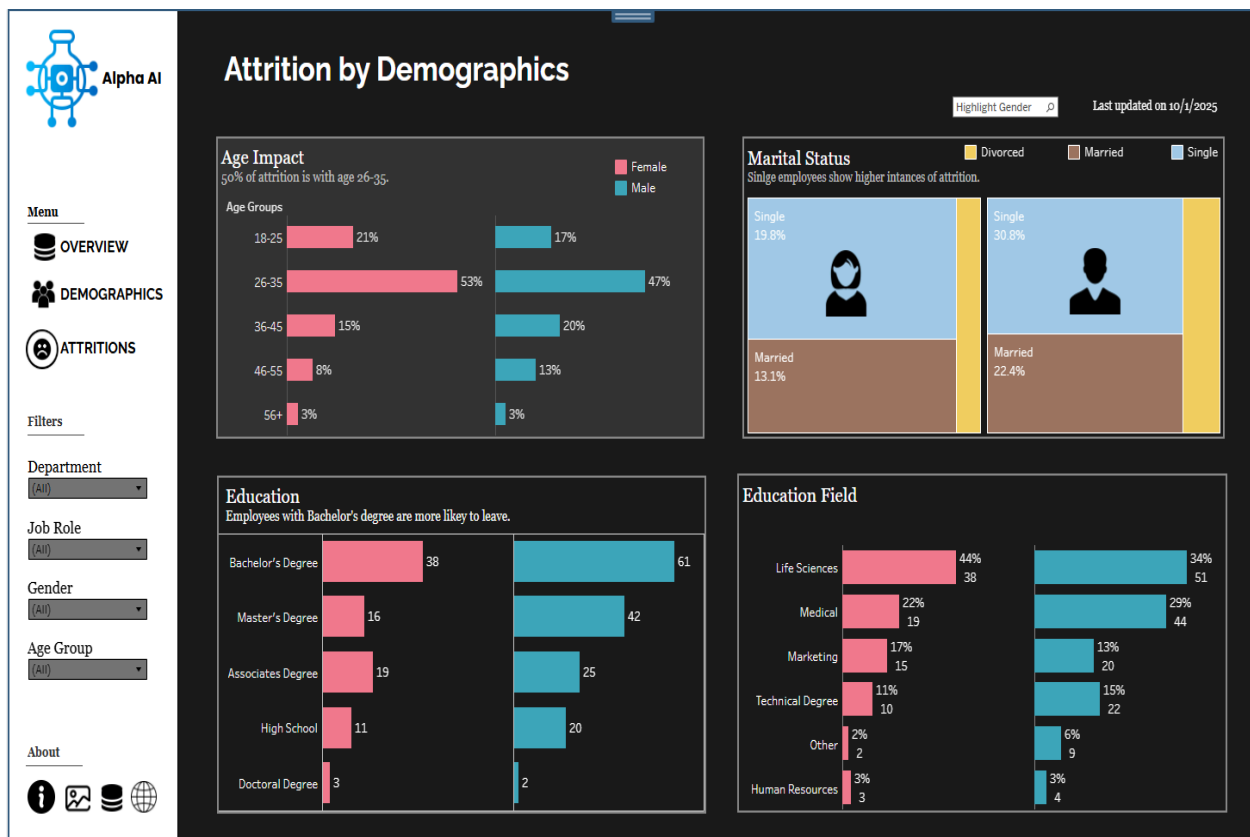 Alpha AI
Attrition by Demographics
Highlight Gender
Last updated on 10/1/2025
Menu
OVERVIEW
DEMOGRAPHICS
ATTRITIONS
Filters
Department
(All)
Job Role
(All)
Gender
(All)
Age Group
(All)
About
Age Impact
50% of attrition is with age 26-35.
Female
Male
Age Groups
18-25 21% 17%
26-35 53% 47%
36-45 15% 20%
46-55 8% 13%
56+ 3% 3%
Marital Status
Divorced Married Single
Sinlge employees show higher intances of attrition.
Single
19.8%
Married
13.1%
Single
30.8%
Married
22.4%
Education
Employees with Bachelor's degree are more likey to leave.
Bachelor's Degree 38 61
Master's Degree 16 42
Associates Degree 19 25
High School 11 20
Doctoral Degree 3 2
Education Field
Life Sciences 44% 38 34% 51
Medical 22% 19 29% 44
Marketing 17% 15 13% 20
Technical Degree 11% 10 15% 22
Other 2% 2 6% 9
Human Resources 3% 3 3% 4